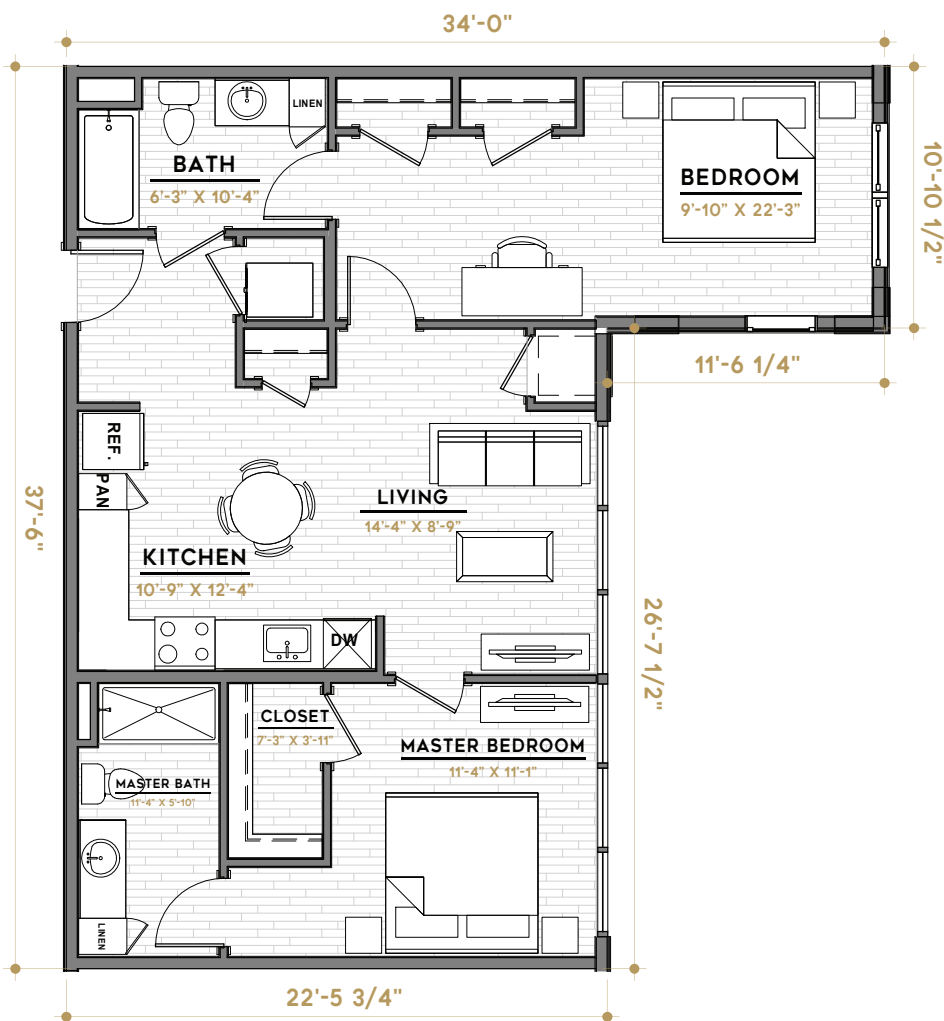 34'-0"
LINEN
BATH
6'-3" X 10'-4"
BEDROOM
9'-10" X 22'-3"
10'-10 1/2"
11'-6 1/4"
REF.
PAN
LIVING
14'-4" X 8'-9"
37'-6"
KITCHEN
10'-9" X 12'-4"
26'-7 1/2"
DW
CLOSET
7'-3" X 3'-11"
MASTER BEDROOM
11'-4" X 11'-1"
MASTER BATH
11'-4" X 5'-10"
LINEN
22'-5 3/4"